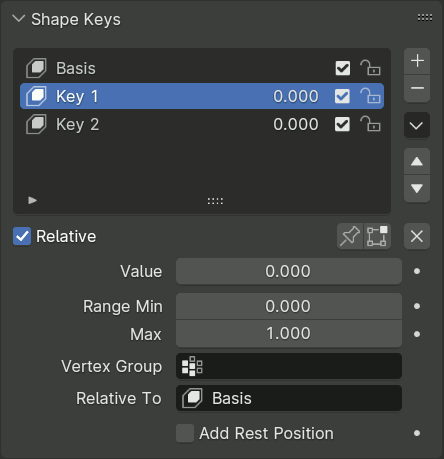 Shape Keys
Basis
Key 1 0.000
Key 2 0.000
Relative
Value 0.000
Range Min 0.000
Max 1.000
Vertex Group
Relative To Basis
Add Rest Position